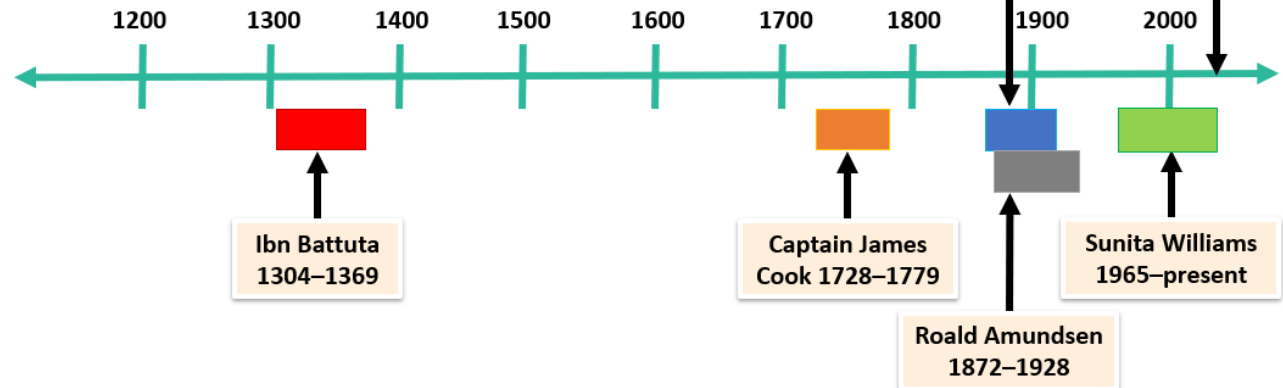 1200 1300 1400 1500 1600 1700 1800 1900 2000
Ibn Battuta
1304–1369
Captain James
Cook 1728–1779
Sunita Williams
1965–present
Roald Amundsen
1872–1928